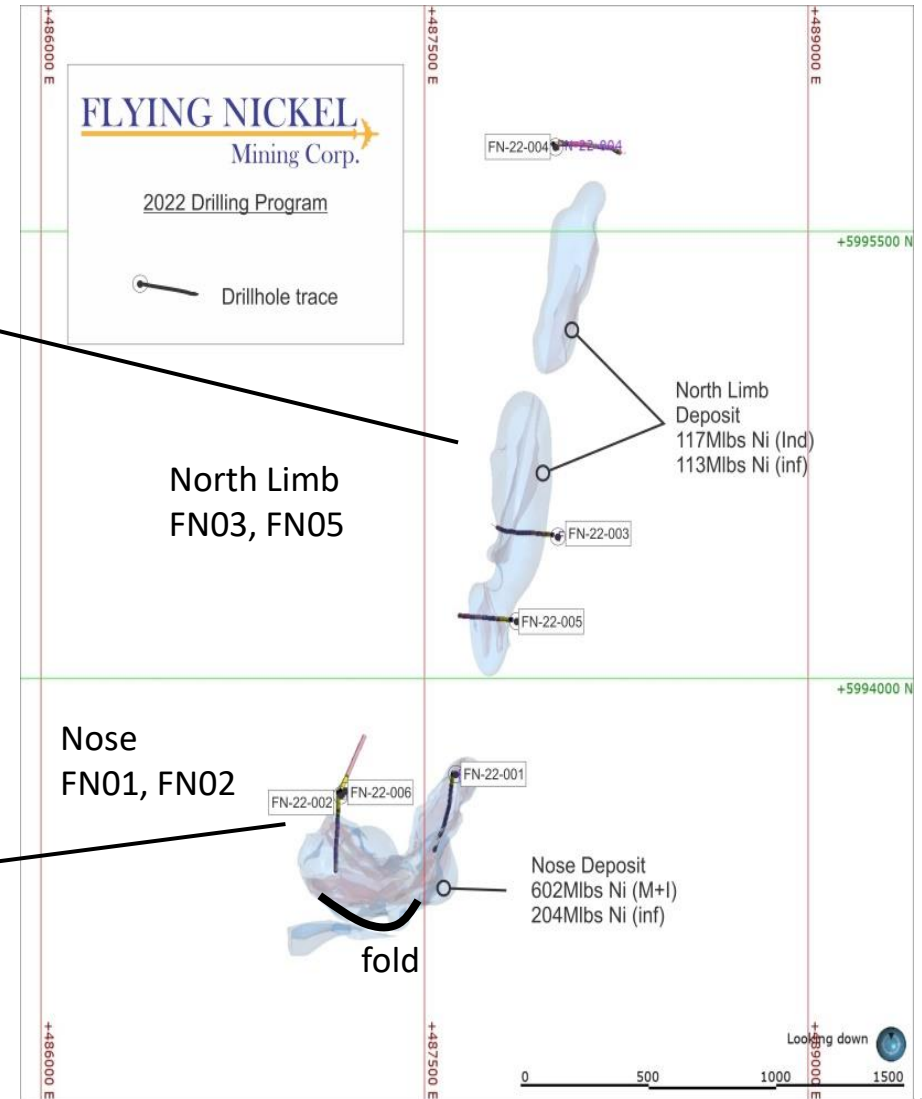 +486000 E
+487500 E
+489000 E
FLYING NICKEL
Mining Corp.
2022 Drilling Program
Drillhole trace
FN-22-004
N-22-004
+5995500 N
North Limb
Deposit
117Mlbs Ni (Ind)
113Mlbs Ni (inf)
North Limb
FN03, FN05
FN-22-003
FN-22-005
+5994000 N
Nose
FN01, FN02
FN-22-002
FN-22-006
FN-22-001
Nose Deposit
602Mlbs Ni (M+I)
204Mlbs Ni (inf)
fold
Looking down
+486000 E
+487500 E
+489000 E
0 500 1000 1500